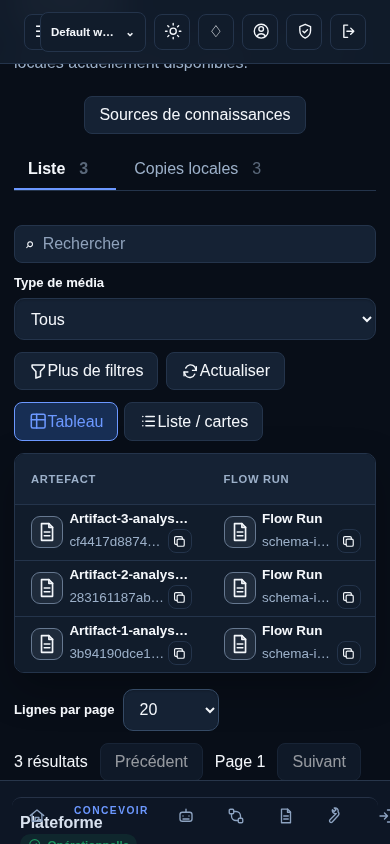 Default w...
locales actuellement disponibles.
Sources de connaissances
Liste 3 Copies locales 3
Rechercher
Type de média
Tous
Plus de filtres Actualiser
Tableau Liste / cartes
ARTEFACT FLOW RUN
Artifact-3-analys... Flow Run
cf4417d8874... schema-i...
Artifact-2-analys... Flow Run
283161187ab... schema-i...
Artifact-1-analys... Flow Run
3b94190dce1... schema-i...
Lignes par page 20
3 résultats Précédent Page 1 Suivant
CONCEVOIR
Plateforme
Opérationnelle